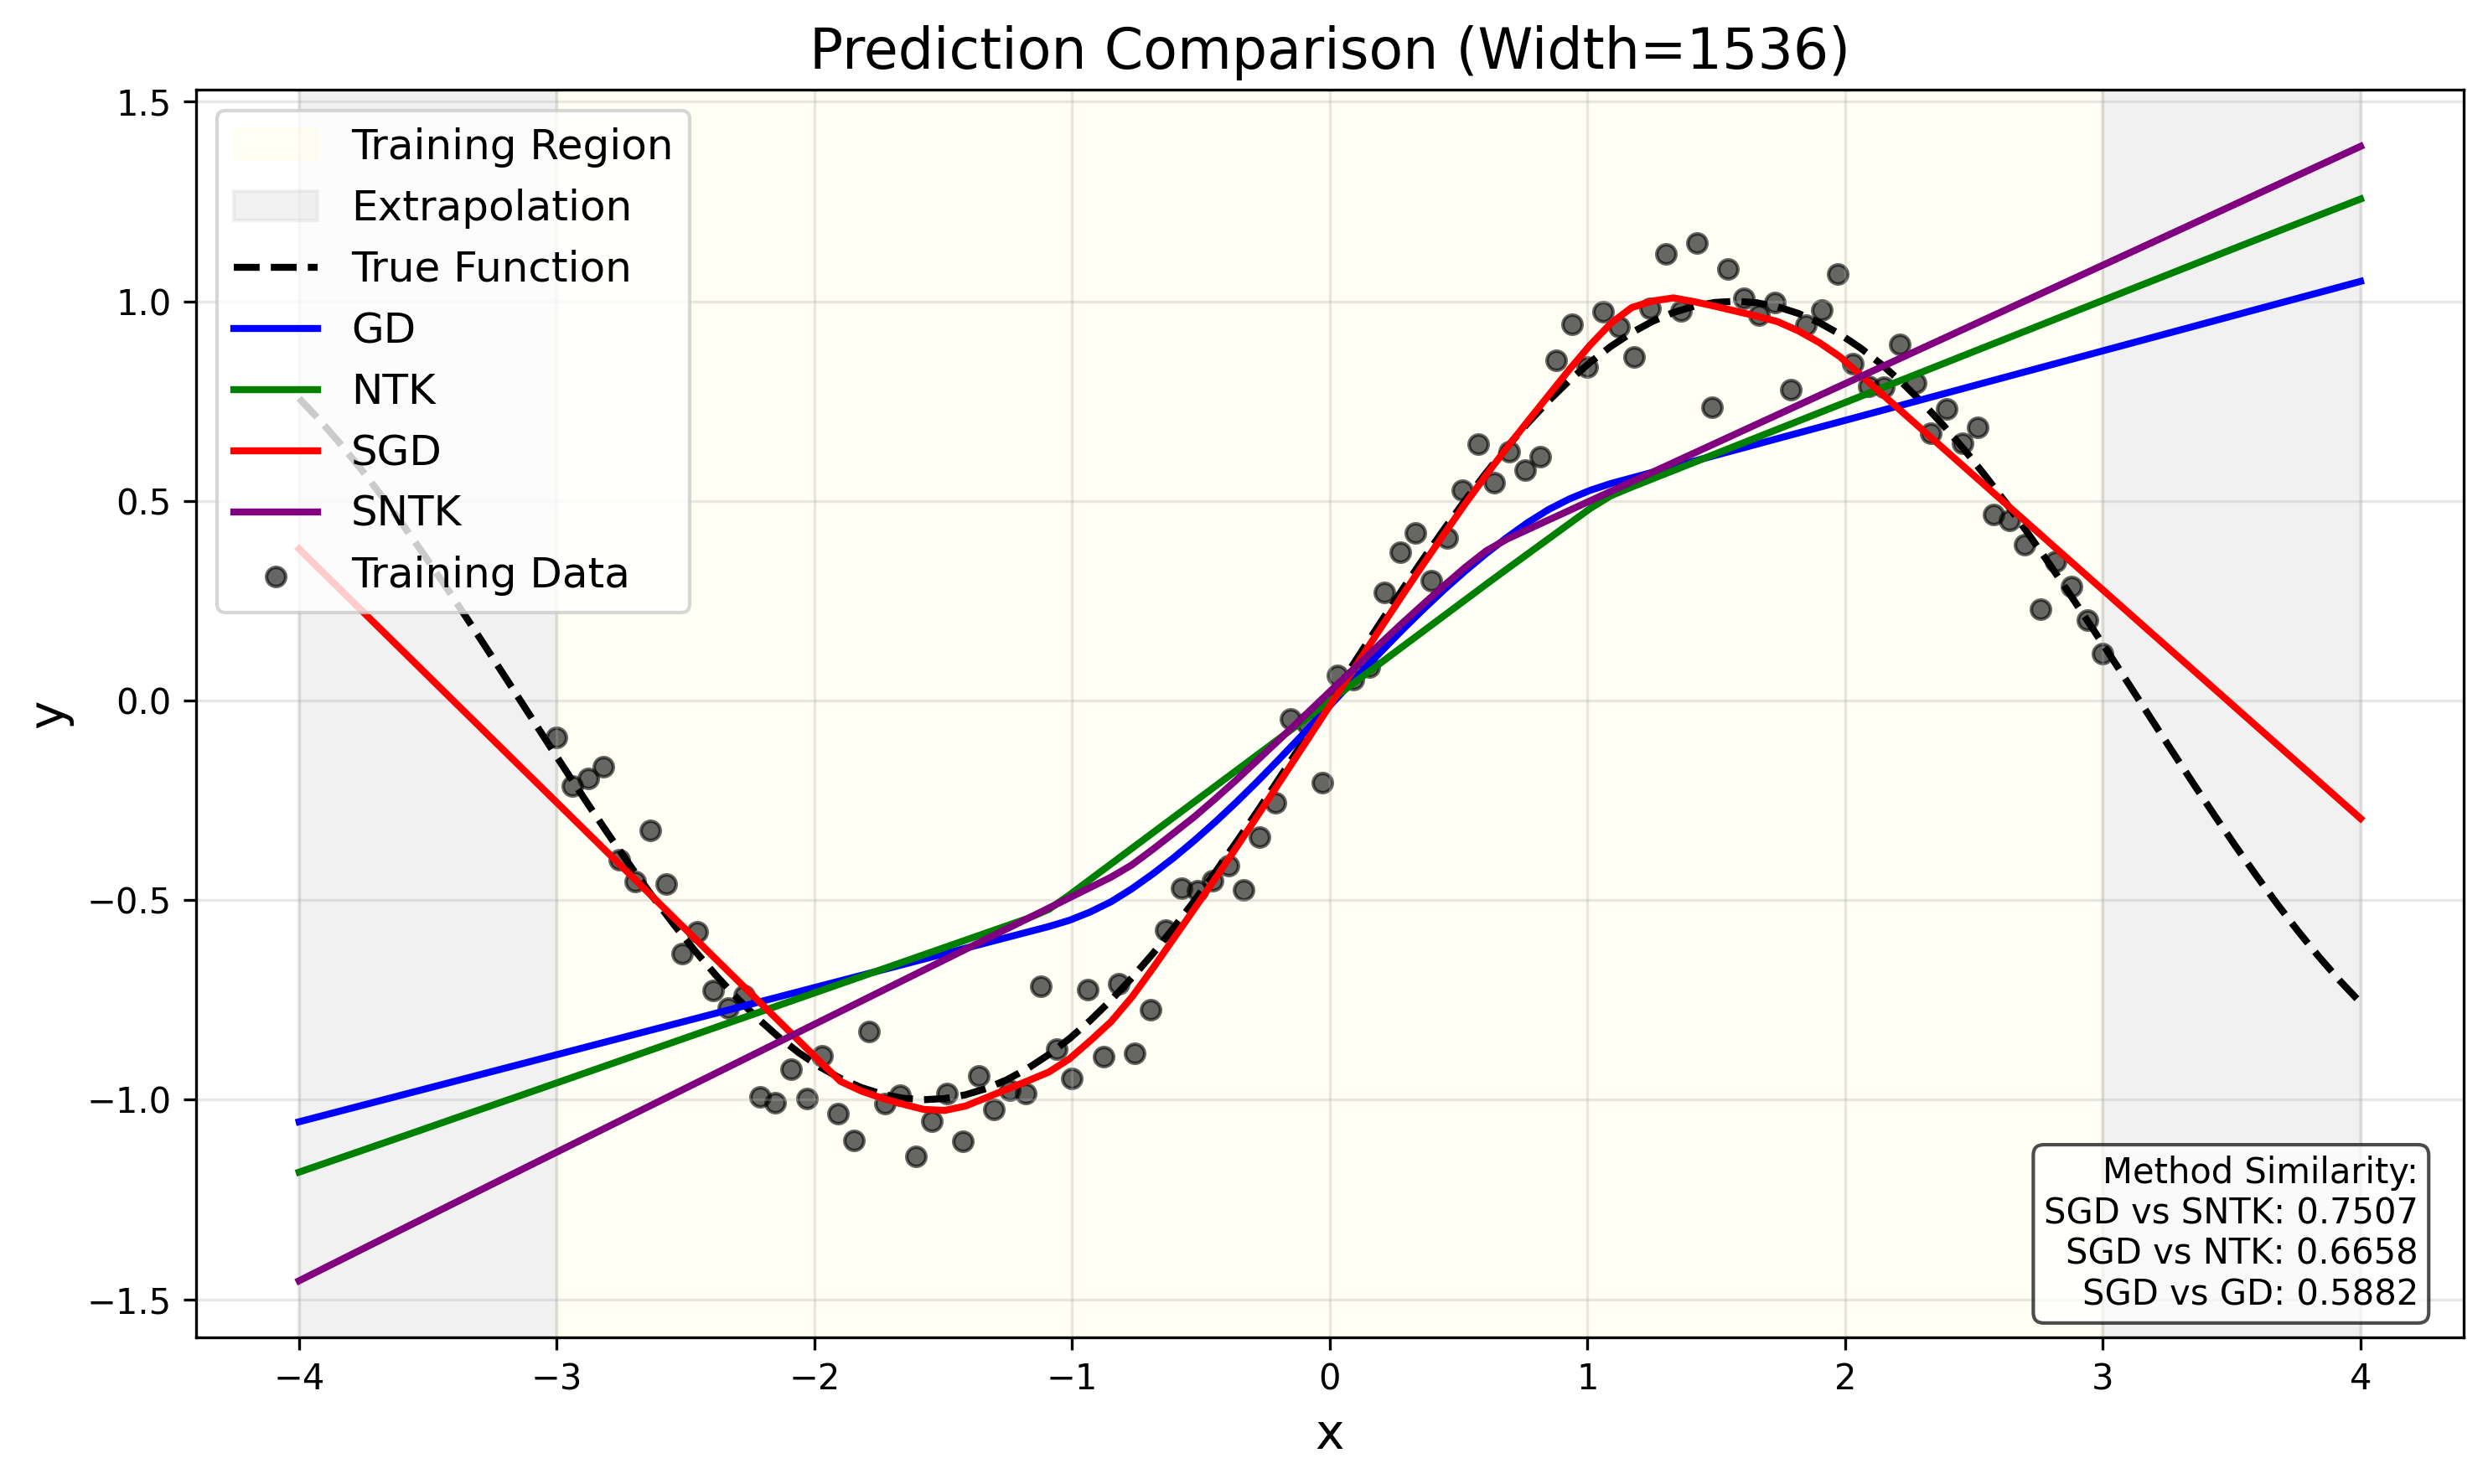 Prediction Comparison (Width=1536)
1.5
1.0
0.5
0.0
−0.5
−1.0
−1.5
y
Training Region
Extrapolation
True Function
GD
NTK
SGD
SNTK
Training Data
Method Similarity:
SGD vs SNTK: 0.7507
SGD vs NTK: 0.6658
SGD vs GD: 0.5882
−4
−3
−2
−1
0
1
2
3
4
x